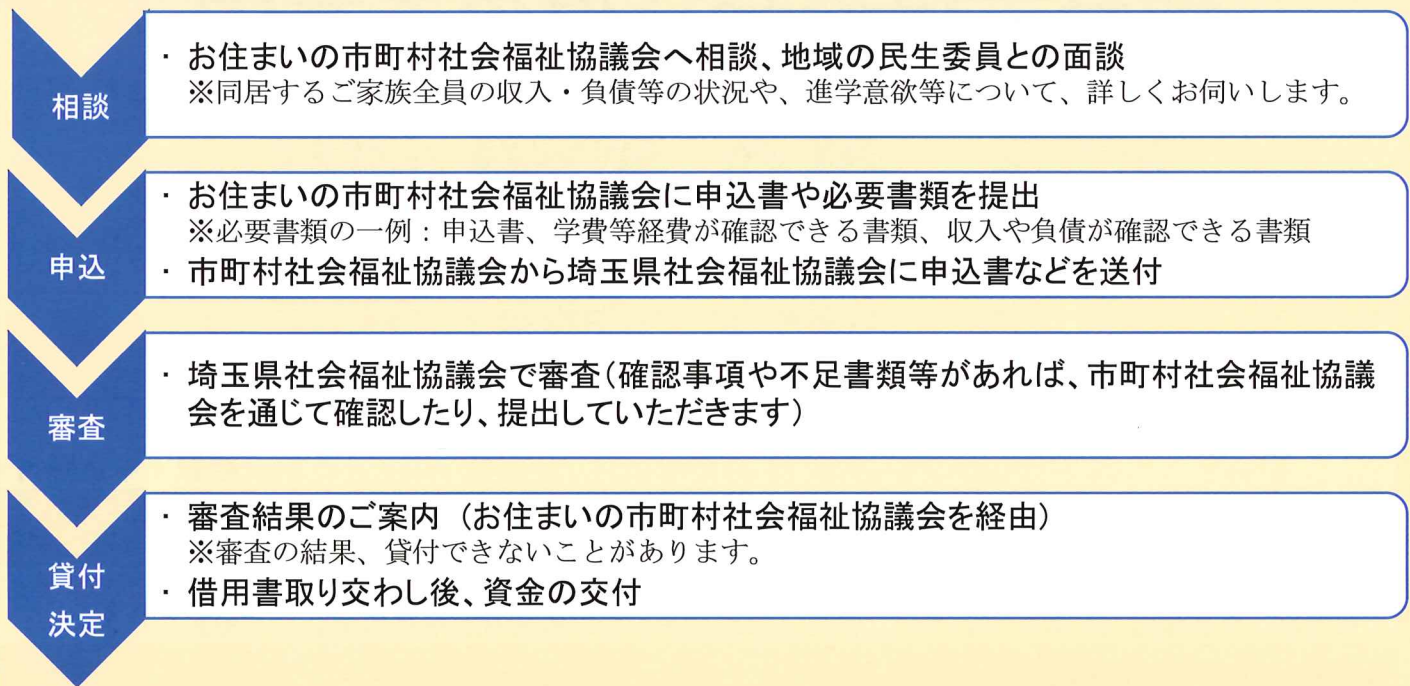 相談
・ お住まいの市町村社会福祉協議会へ相談、地域の民生委員との面談
※同居するご家族全員の収入・負債等の状況や、進学意欲等について、詳しくお伺いします。
申込
・ お住まいの市町村社会福祉協議会に申込書や必要書類を提出
※必要書類の一例：申込書、学費等経費が確認できる書類、収入や負債が確認できる書類
・ 市町村社会福祉協議会から埼玉県社会福祉協議会に申込書などを送付
審査
・ 埼玉県社会福祉協議会で審査（確認事項や不足書類等があれば、市町村社会福祉協議
会を通じて確認したり、提出していただきます）
貸付
決定
・ 審査結果のご案内 （お住まいの市町村社会福祉協議会を経由）
※審査の結果、貸付できないことがあります。
・ 借用書取り交わし後、資金の交付